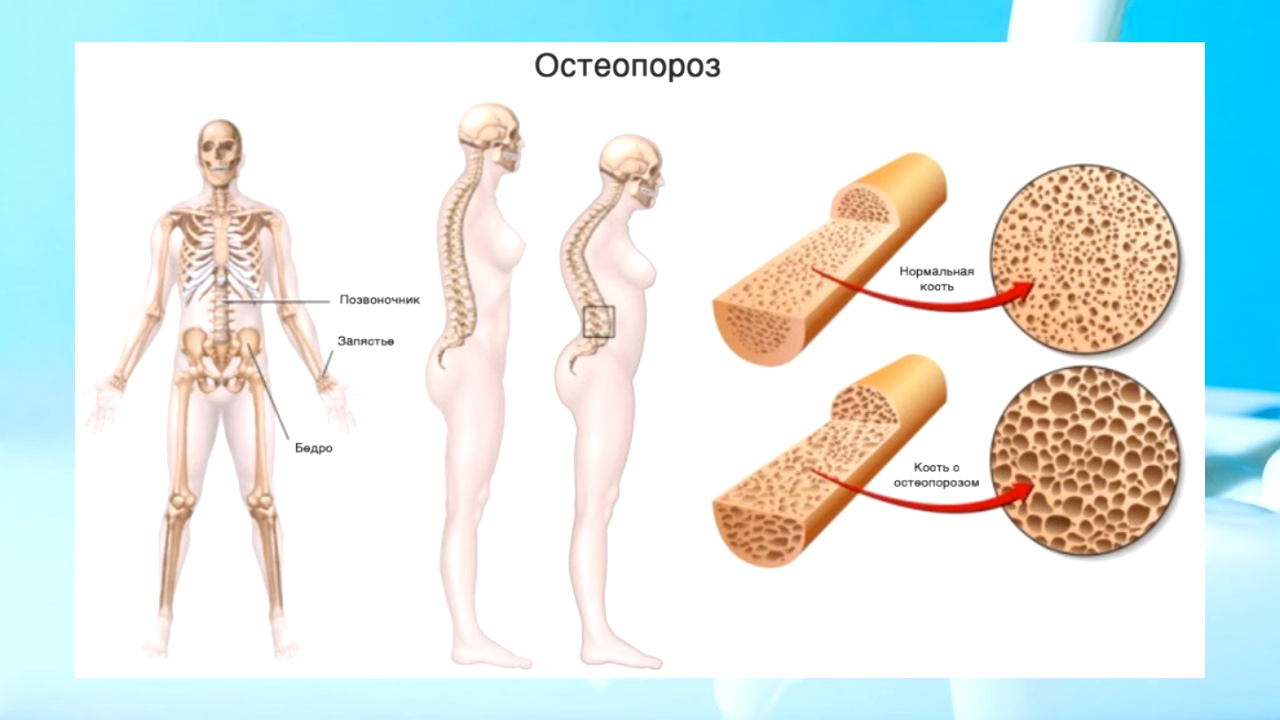 Остеопороз
Позвоночник
Запястье
Бедро
Нормальная
кость
Кость с
остеопорозом